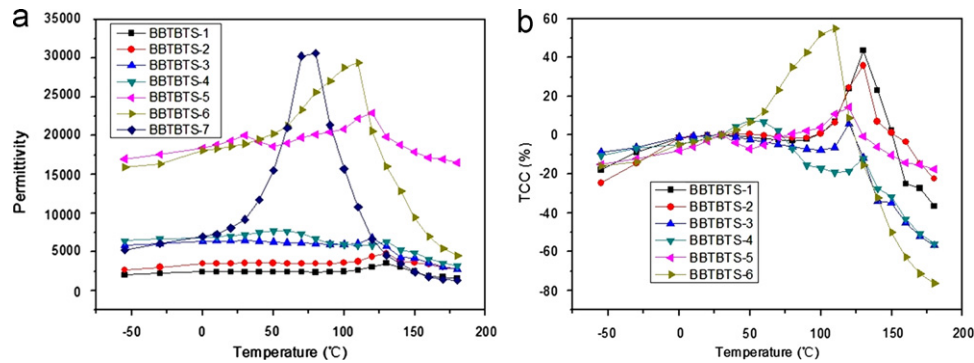 a
35000
30000
25000
20000
15000
10000
5000
0
Permittivity
BBTBTS-1
BBTBTS-2
BBTBTS-3
BBTBTS-4
BBTBTS-5
BBTBTS-6
BBTBTS-7
-50 0 50 100 150 200
Temperature (℃)
b
60
40
20
0
-20
-40
-60
-80
TCC (%)
BBTBTS-1
BBTBTS-2
BBTBTS-3
BBTBTS-4
BBTBTS-5
BBTBTS-6
-50 0 50 100 150 200
Temperature (℃)